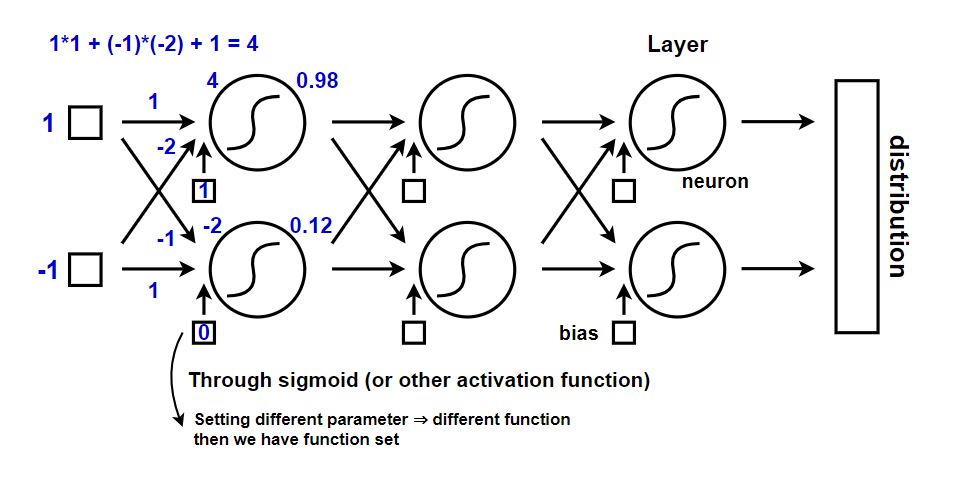 1*1 + (-1)*(-2) + 1 = 4
Layer
4
0.98
1
1
-2
1
neuron
distribution
-2
0.12
-1
-1
1
0
bias
Through sigmoid (or other activation function)
Setting different parameter ⇒ different function
then we have function set